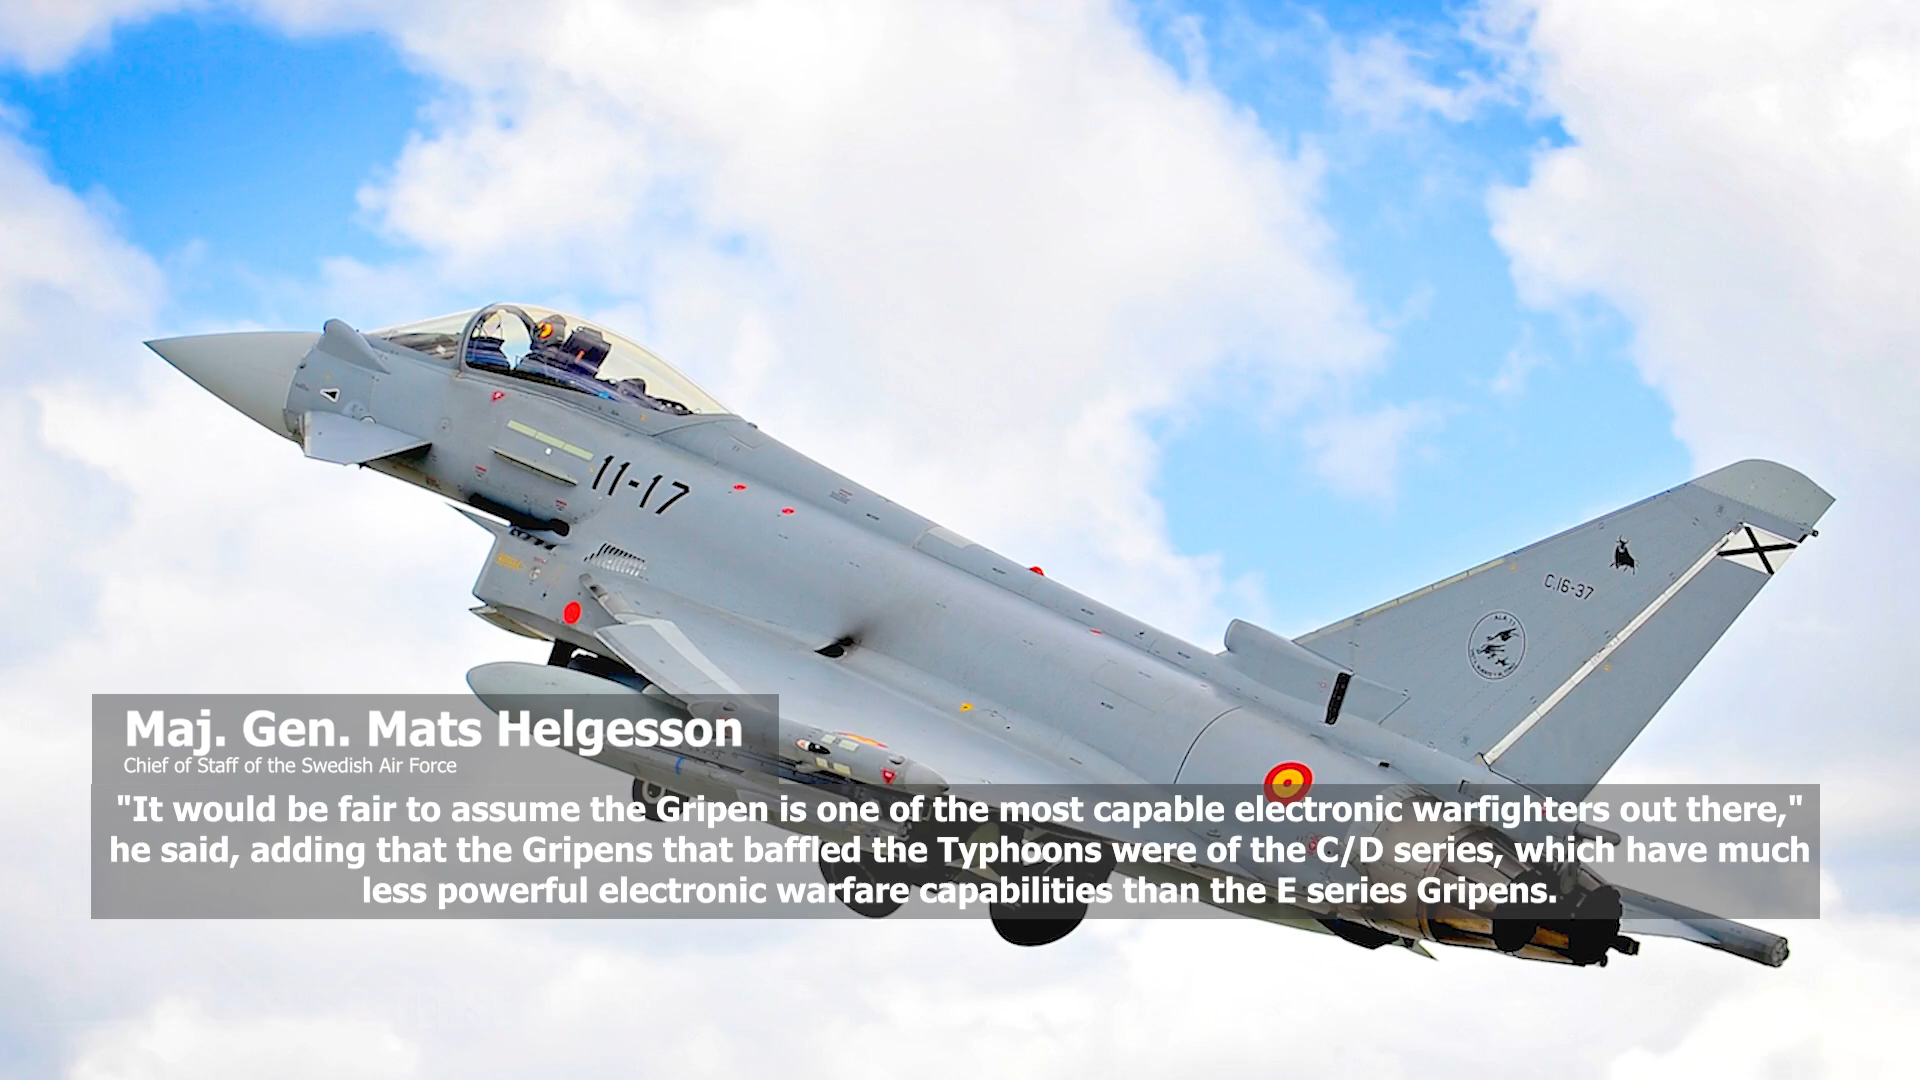 11-17
C.16-37
ALA 11
Maj. Gen. Mats Helgesson
Chief of Staff of the Swedish Air Force
"It would be fair to assume the Gripen is one of the most capable electronic warfighters out there,"
he said, adding that the Gripens that baffled the Typhoons were of the C/D series, which have much
less powerful electronic warfare capabilities than the E series Gripens.